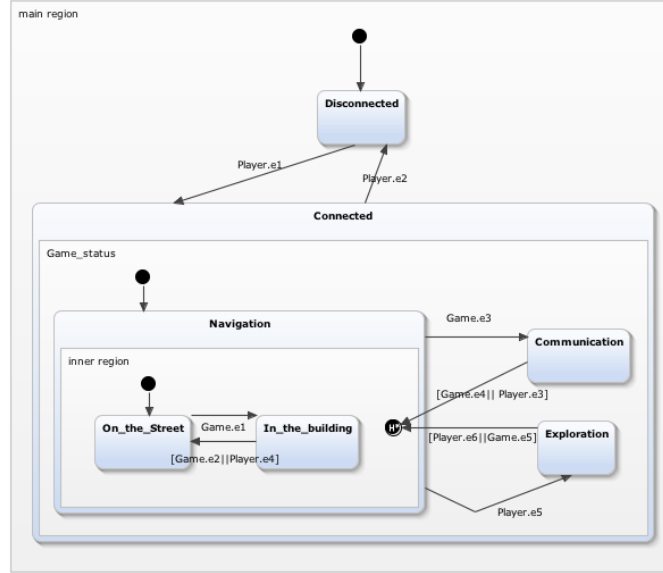 main region
Disconnected
Player.e1
Player.e2
Connected
Game_status
Navigation
Game.e3
Communication
inner region
[Game.e4|| Player.e3]
On_the_Street
Game.e1
In_the_building
H*
[Player.e6||Game.e5]
Exploration
[Game.e2||Player.e4]
Player.e5